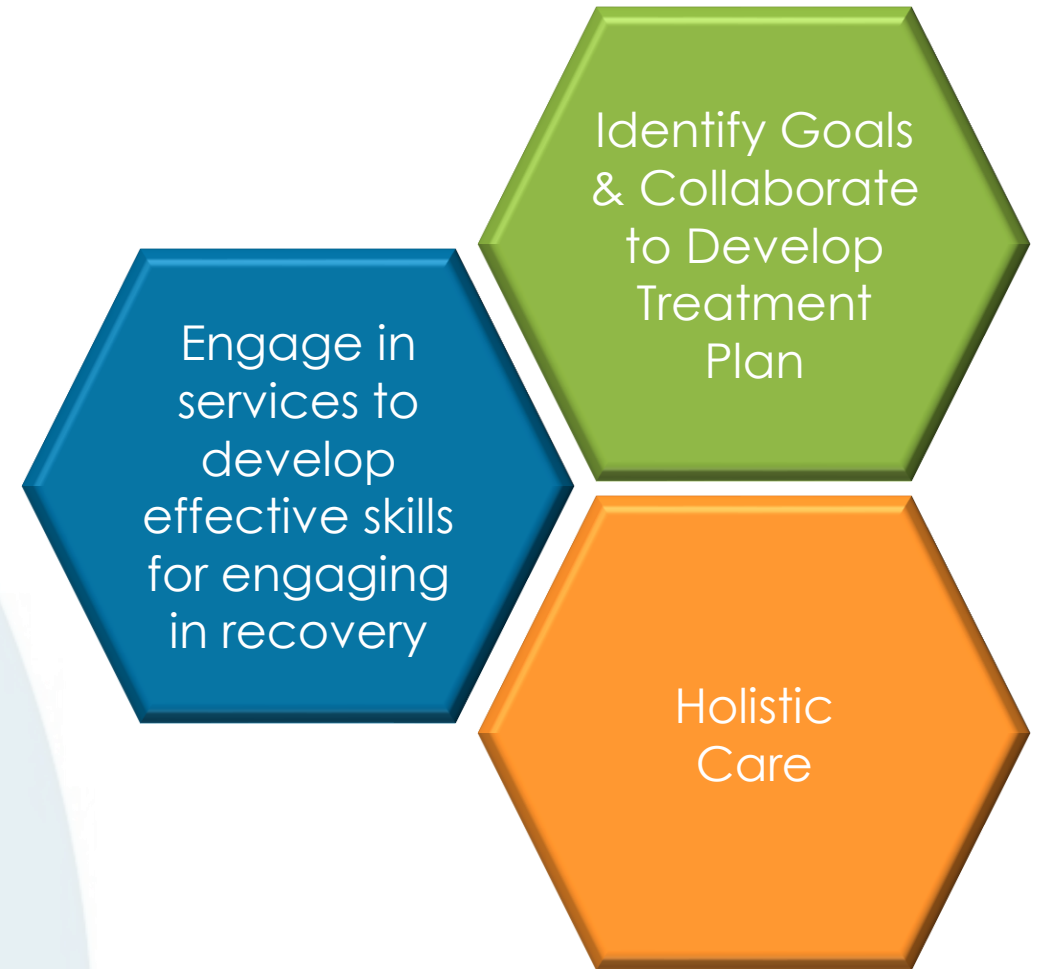 Identify Goals
& Collaborate
to Develop
Treatment
Plan
Engage in
services to
develop
effective skills
for engaging
in recovery
Holistic
Care